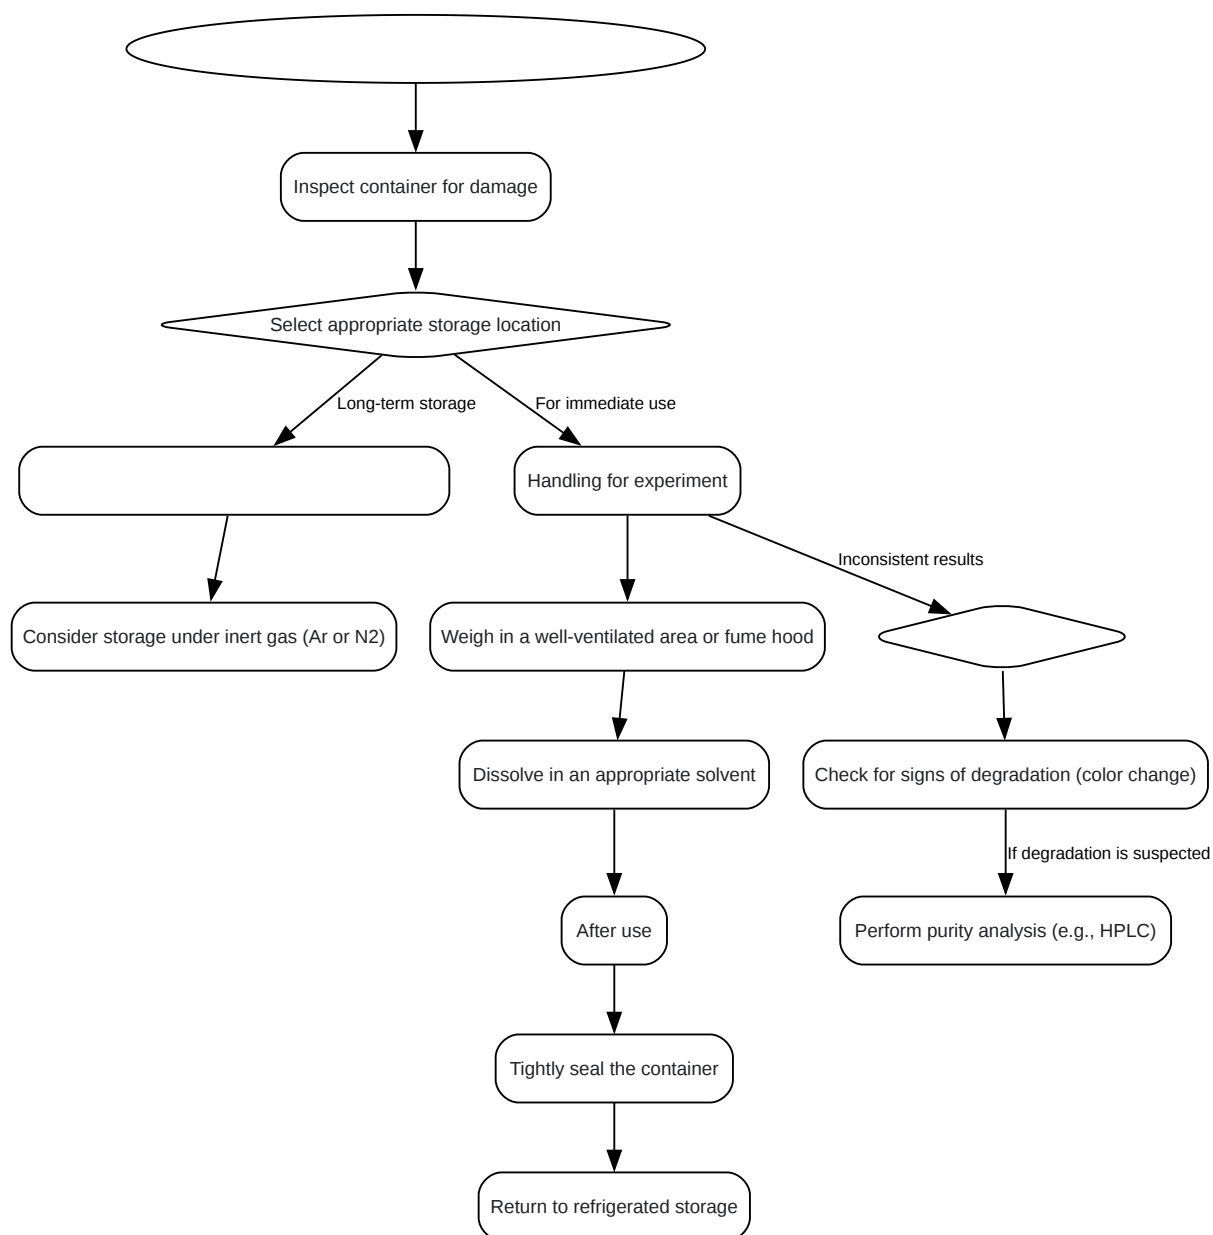 Inspect container for damage
Select appropriate storage location
Long-term storage
For immediate use
Handling for experiment
Inconsistent results
Consider storage under inert gas (Ar or N2)
Weigh in a well-ventilated area or fume hood
Dissolve in an appropriate solvent
Check for signs of degradation (color change)
If degradation is suspected
After use
Perform purity analysis (e.g., HPLC)
Tightly seal the container
Return to refrigerated storage